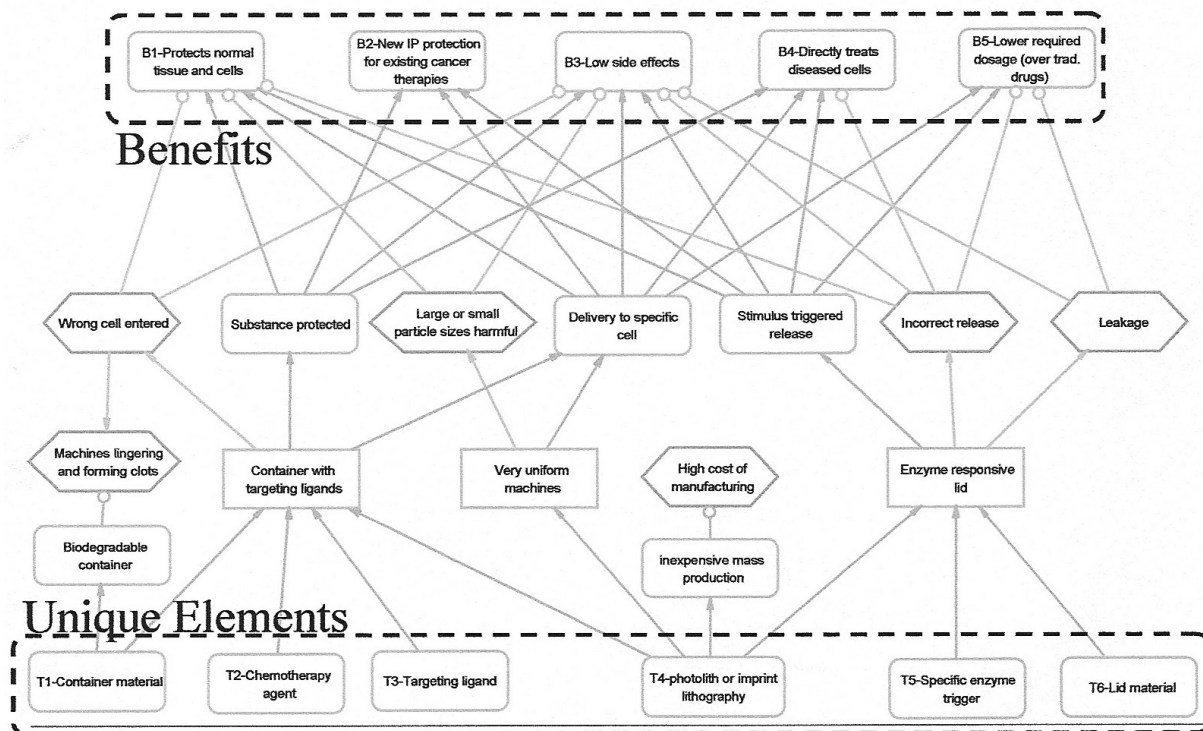 B1-Protects normal
tissue and cells
B2-New IP protection
for existing cancer
therapies
B3-Low side effects
B4-Directly treats
diseased cells
B5-Lower required
dosage (over trad.
drugs)
Benefits
Wrong cell entered
Substance protected
Large or small
particle sizes harmful
Delivery to specific
cell
Stimulus triggered
release
Incorrect release
Leakage
Machines lingering
and forming clots
Container with
targeting ligands
Very uniform
machines
High cost of
manufacturing
Enzyme responsive
lid
Biodegradable
container
inexpensive mass
production
Unique Elements
T1-Container material
T2-Chemotherapy
agent
T3-Targeting ligand
T4-photolith or imprint
lithography
T5-Specific enzyme
trigger
T6-Lid material